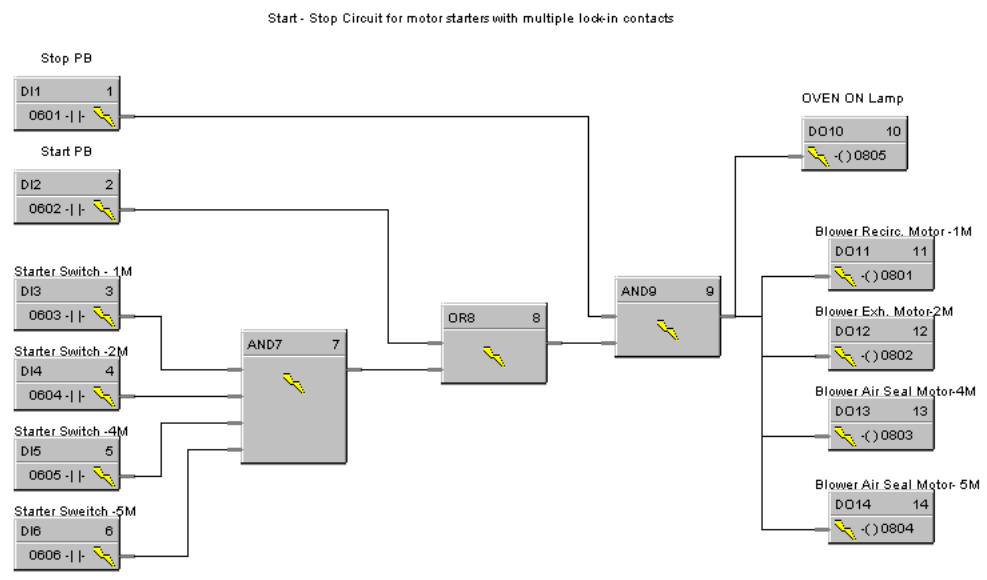 Start - Stop Circuit for motor starters with multiple lock-in contacts
Stop PB
DI1 1
0601 -| |-
Start PB
DI2 2
0602 -| |-
Starter Switch - 1M
DI3 3
0603 -| |-
Starter Switch -2M
DI4 4
0604 -| |-
Starter Switch -4M
DI5 5
0605 -| |-
Starter Sweitch -5M
DI6 6
0606 -| |-
AND7 7
OR8 8
AND9 9
OVEN ON Lamp
DO10 10
-( ) 0805
Blower Recirc. Motor -1M
DO11 11
-( ) 0801
Blower Exh. Motor-2M
DO12 12
-( ) 0802
Blower Air Seal Motor-4M
DO13 13
-( ) 0803
Blower Air Seal Motor- 5M
DO14 14
-( ) 0804